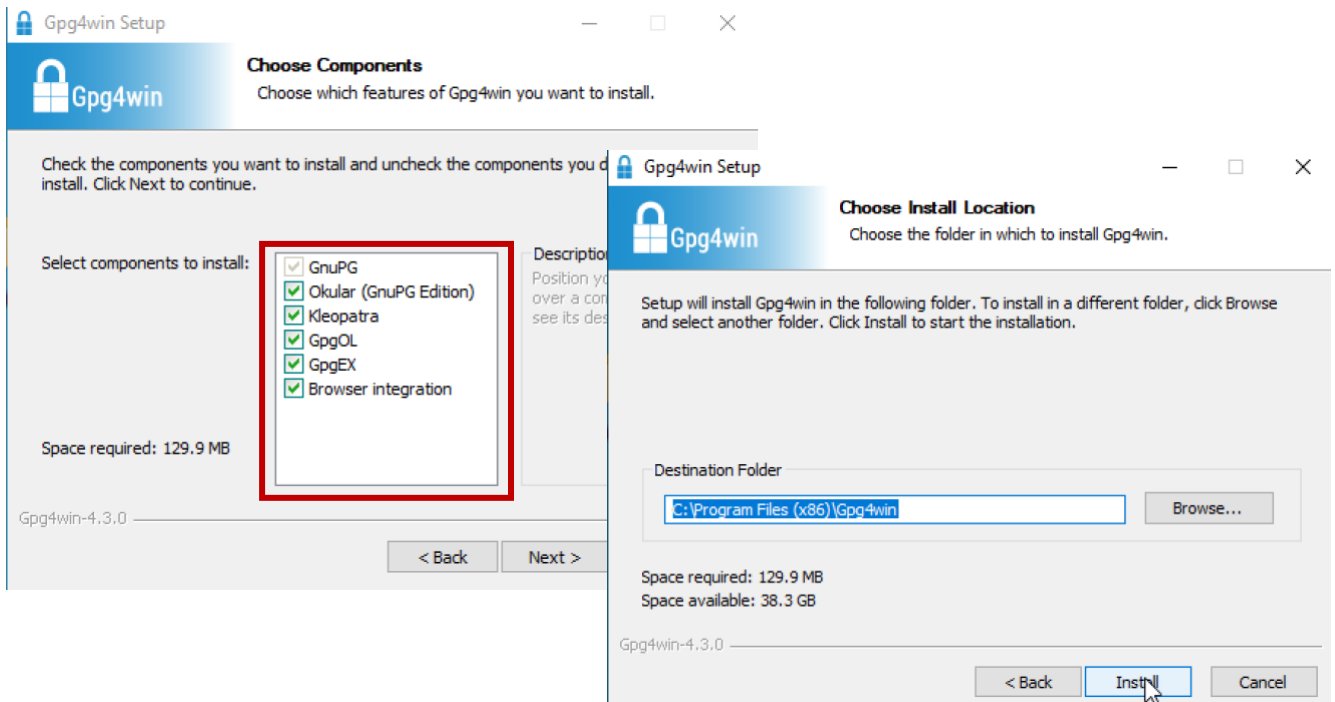 Gpg4win Setup
Gpg4win
Choose Components
Choose which features of Gpg4win you want to install.
Check the components you want to install and uncheck the components you
install. Click Next to continue.
Select components to install:
GnuPG
Okular (GnuPG Edition)
Kleopatra
GpgOL
GpgEX
Browser integration
Description
Position
over a
see its
Space required: 129.9 MB
Gpg4win-4.3.0
< Back
Next >
Gpg4win Setup
Gpg4win
Choose Install Location
Choose the folder in which to install Gpg4win.
Setup will install Gpg4win in the following folder. To install in a different folder, click Browse
and select another folder. Click Install to start the installation.
Destination Folder
C:\Program Files (x86)\Gpg4win
Browse...
Space required: 129.9 MB
Space available: 38.3 GB
Gpg4win-4.3.0
< Back
Install
Cancel